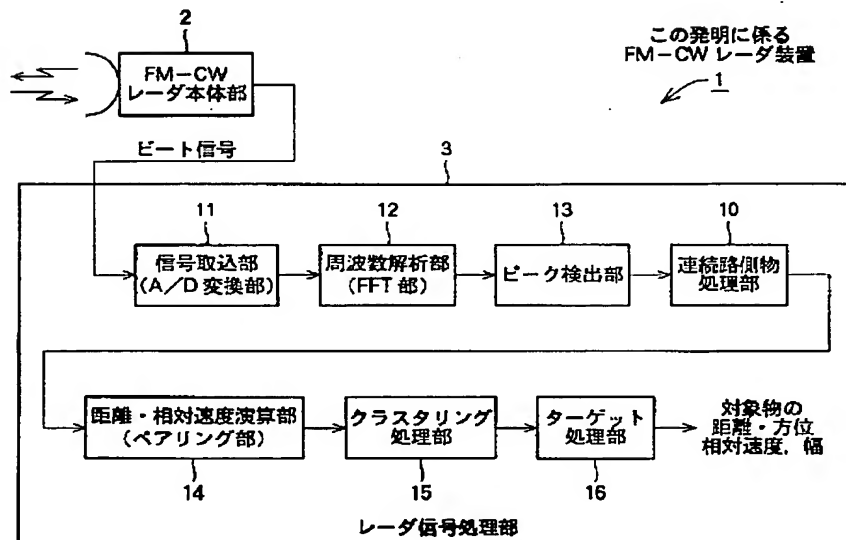 2
FM−CW
レーダ本体部
この発明に係る
FM−CWレーダ装置
1
ビート信号
3
11
信号取込部
(A/D変換部)
12
周波数解析部
(FFT部)
13
ピーク検出部
10
連続路側物
処理部
距離・相対速度演算部
(ペアリング部)
14
クラスタリング
処理部
15
ターゲット
処理部
16
対象物の
距離・方位
相対速度,幅
レーダ信号処理部